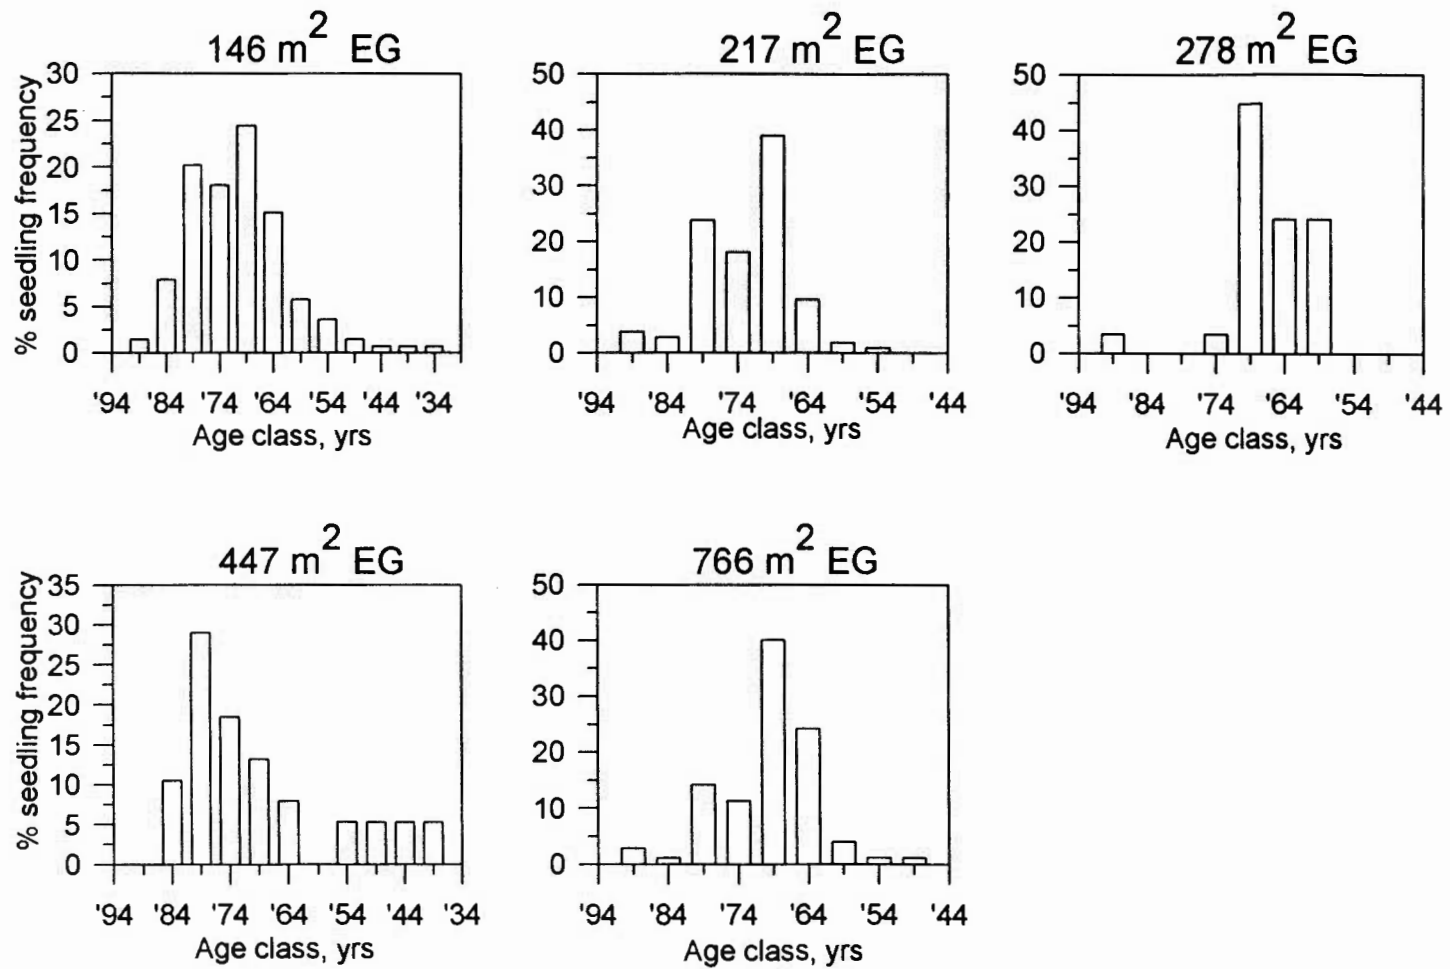 146 m² EG
% seedling frequency
30
25
20
15
10
5
0
'94 '84 '74 '64 '54 '44 '34
Age class, yrs
217 m² EG
50
40
30
20
10
0
'94 '84 '74 '64 '54 '44
Age class, yrs
278 m² EG
50
40
30
20
10
0
'94 '84 '74 '64 '54 '44
Age class, yrs
447 m² EG
% seedling frequency
35
30
25
20
15
10
5
0
'94 '84 '74 '64 '54 '44 '34
Age class, yrs
766 m² EG
50
40
30
20
10
0
'94 '84 '74 '64 '54 '44
Age class, yrs